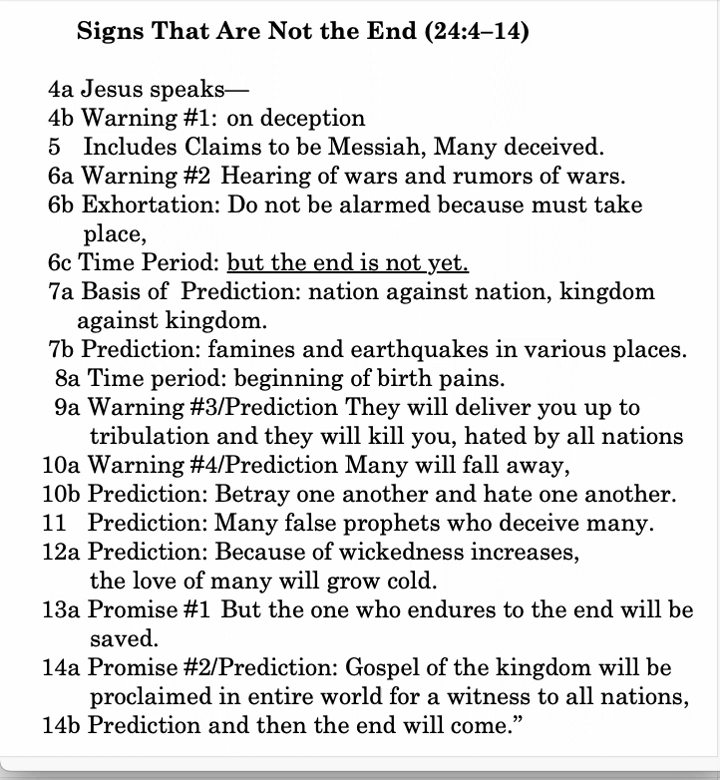 Signs That Are Not the End (24:4–14)
4a Jesus speaks—
4b Warning #1: on deception
5 Includes Claims to be Messiah, Many deceived.
6a Warning #2 Hearing of wars and rumors of wars.
6b Exhortation: Do not be alarmed because must take
place,
6c Time Period: but the end is not yet.
7a Basis of Prediction: nation against nation, kingdom
against kingdom.
7b Prediction: famines and earthquakes in various places.
8a Time period: beginning of birth pains.
9a Warning #3/Prediction They will deliver you up to
tribulation and they will kill you, hated by all nations
10a Warning #4/Prediction Many will fall away,
10b Prediction: Betray one another and hate one another.
11 Prediction: Many false prophets who deceive many.
12a Prediction: Because of wickedness increases,
the love of many will grow cold.
13a Promise #1 But the one who endures to the end will be
saved.
14a Promise #2/Prediction: Gospel of the kingdom will be
proclaimed in entire world for a witness to all nations,
14b Prediction and then the end will come.”